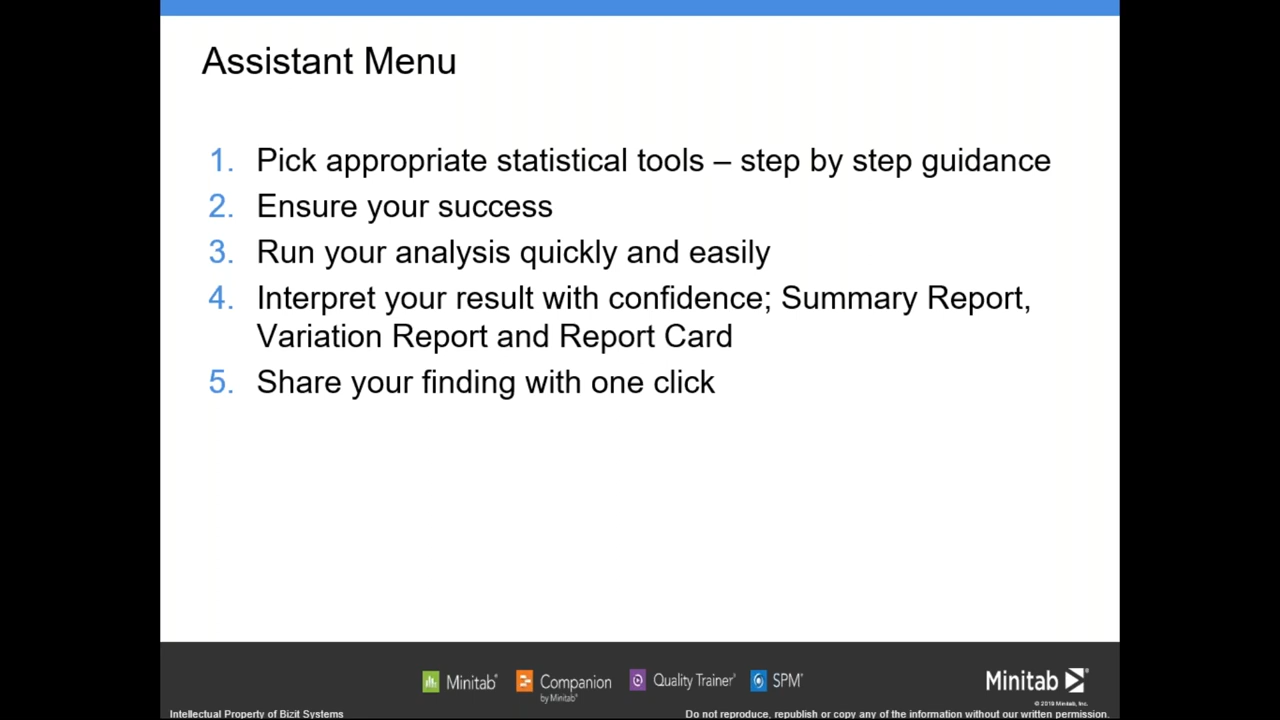 Assistant Menu
1. Pick appropriate statistical tools – step by step guidance
2. Ensure your success
3. Run your analysis quickly and easily
4. Interpret your result with confidence; Summary Report,
Variation Report and Report Card
5. Share your finding with one click
Minitab® Companion by Minitab® Quality Trainer® SPM® Minitab®
© 2019 Minitab, Inc.
Intellectual Property of Bizit Systems
Do not reproduce, republish or copy any of the information without our written permission.